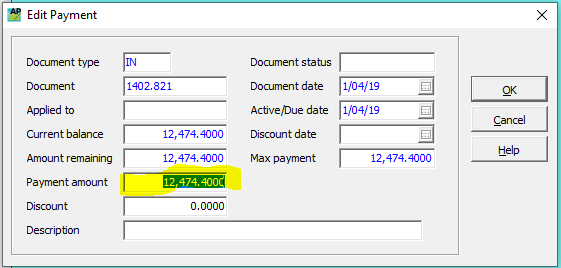 AP Edit Payment
Document type IN Document status
Document 1402.821 Document date 1/04/19 OK
Applied to Active/Due date 1/04/19
Current balance 12,474.4000 Discount date Cancel
Amount remaining 12,474.4000 Max payment 12,474.4000 Help
Payment amount 12,474.4000
Discount 0.0000
Description